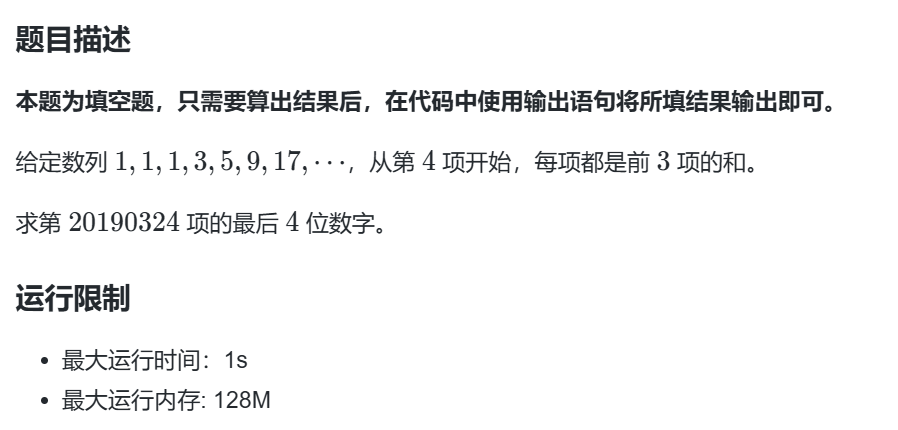 题目描述
本题为填空题，只需要算出结果后，在代码中使用输出语句将所填结果输出即可。
给定数列 1, 1, 1, 3, 5, 9, 17, ⋯，从第 4 项开始，每项都是前 3 项的和。
求第 20190324 项的最后 4 位数字。
运行限制
• 最大运行时间：1s
• 最大运行内存: 128M